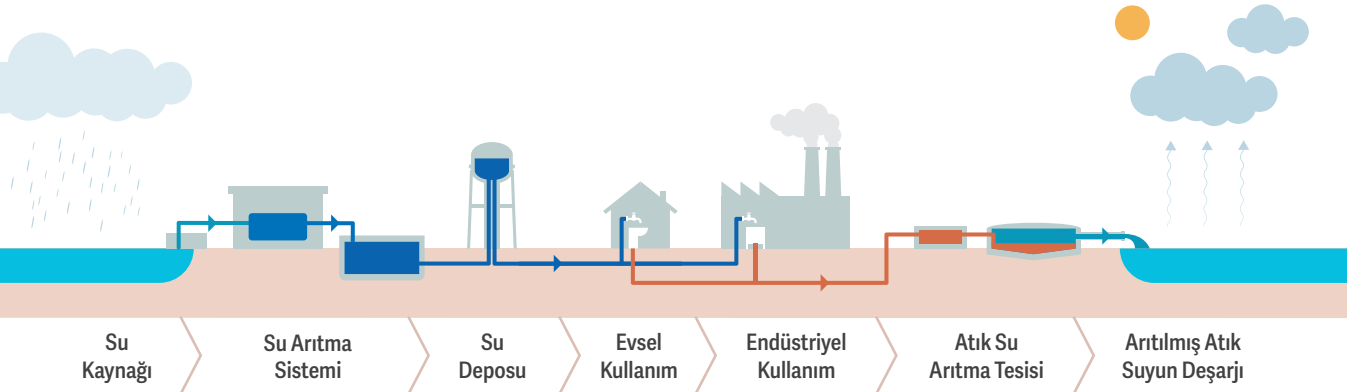 Su
Kaynağı
Su Arıtma
Sistemi
Su
Deposu
Evsel
Kullanım
Endüstriyel
Kullanım
Atık Su
Arıtma Tesisi
Arıtılmış Atık
Suyun Deşarjı